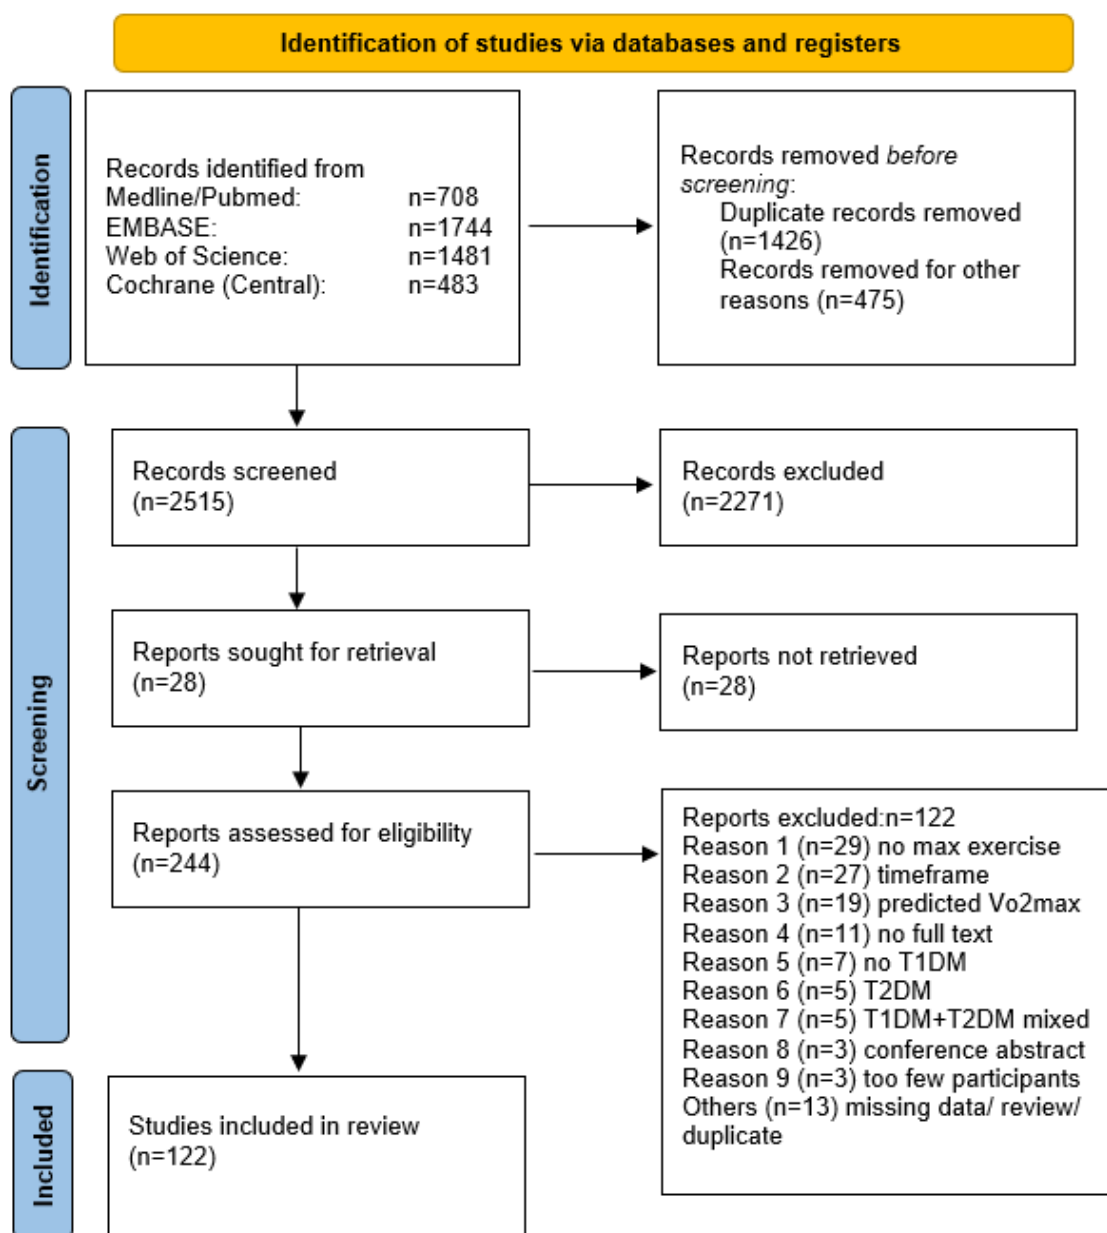 Identification of studies via databases and registers
Identification
Records identified from
Medline/Pubmed: n=708
EMBASE: n=1744
Web of Science: n=1481
Cochrane (Central): n=483
Records removed before
screening:
Duplicate records removed
(n=1426)
Records removed for other
reasons (n=475)
Screening
Records screened
(n=2515)
Records excluded
(n=2271)
Reports sought for retrieval
(n=28)
Reports not retrieved
(n=28)
Reports assessed for eligibility
(n=244)
Reports excluded:n=122
Reason 1 (n=29) no max exercise
Reason 2 (n=27) timeframe
Reason 3 (n=19) predicted Vo2max
Reason 4 (n=11) no full text
Reason 5 (n=7) no T1DM
Reason 6 (n=5) T2DM
Reason 7 (n=5) T1DM+T2DM mixed
Reason 8 (n=3) conference abstract
Reason 9 (n=3) too few participants
Others (n=13) missing data/ review/
duplicate
Included
Studies included in review
(n=122)